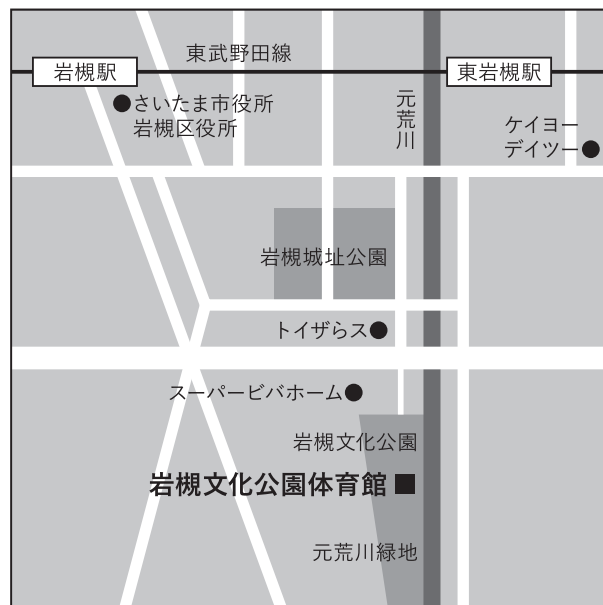 東武野田線
岩槻駅
東岩槻駅
さいたま市役所
岩槻区役所
元荒川
ケイヨー
デイツー
岩槻城址公園
トイザらス
スーパービバホーム
岩槻文化公園
岩槻文化公園体育館
元荒川緑地